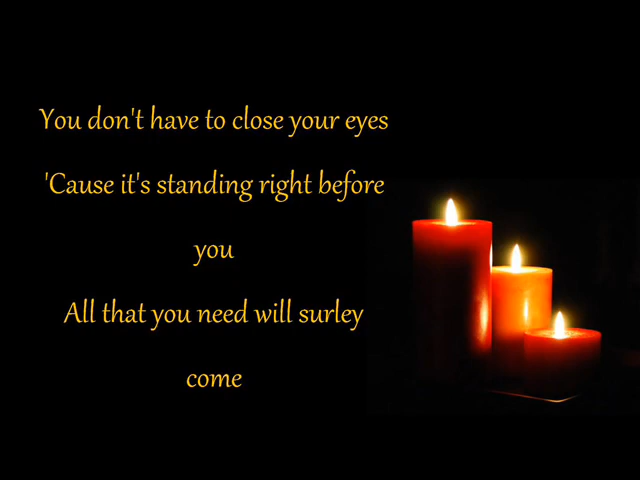 You don't have to close your eyes
'Cause it's standing right before
you
All that you need will surley
come